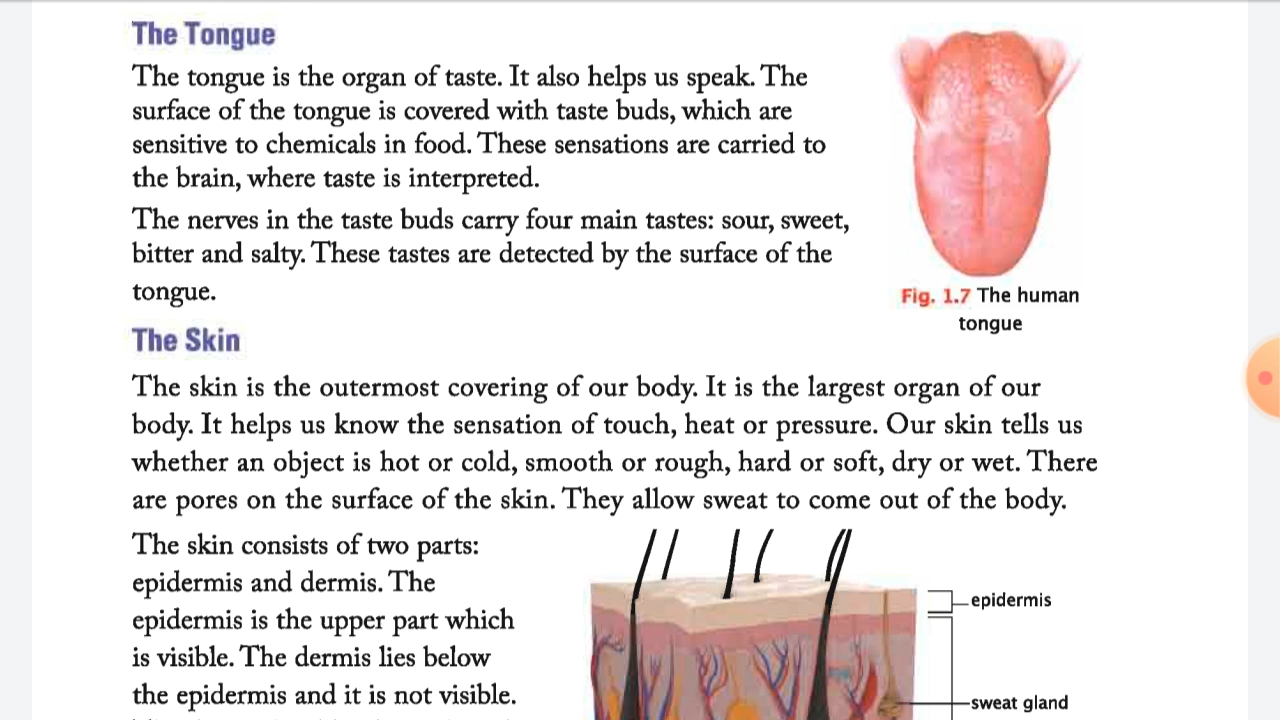 The Tongue
The tongue is the organ of taste. It also helps us speak. The
surface of the tongue is covered with taste buds, which are
sensitive to chemicals in food. These sensations are carried to
the brain, where taste is interpreted.
The nerves in the taste buds carry four main tastes: sour, sweet,
bitter and salty. These tastes are detected by the surface of the
tongue.
Fig. 1.7 The human
tongue
The Skin
The skin is the outermost covering of our body. It is the largest organ of our
body. It helps us know the sensation of touch, heat or pressure. Our skin tells us
whether an object is hot or cold, smooth or rough, hard or soft, dry or wet. There
are pores on the surface of the skin. They allow sweat to come out of the body.
The skin consists of two parts:
epidermis and dermis. The
epidermis is the upper part which
is visible. The dermis lies below
the epidermis and it is not visible.
epidermis
sweat gland